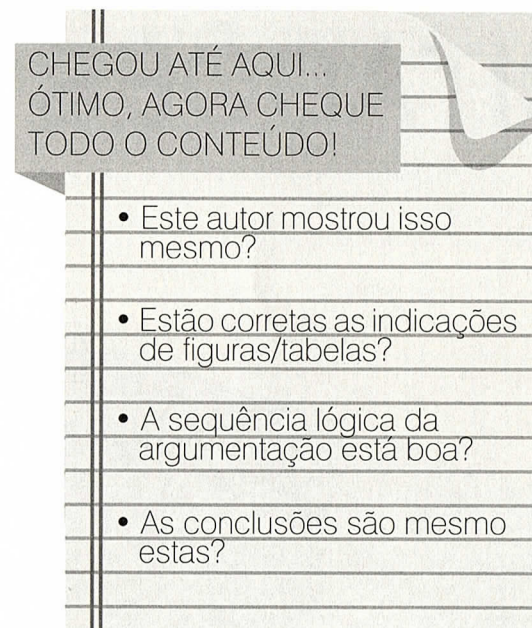 CHEGOU ATÉ AQUI...
ÓTIMO, AGORA CHEQUE
TODO O CONTEÚDO!
• Este autor mostrou isso
mesmo?
• Estão corretas as indicações
de figuras/tabelas?
• A sequência lógica da
argumentação está boa?
• As conclusões são mesmo
estas?